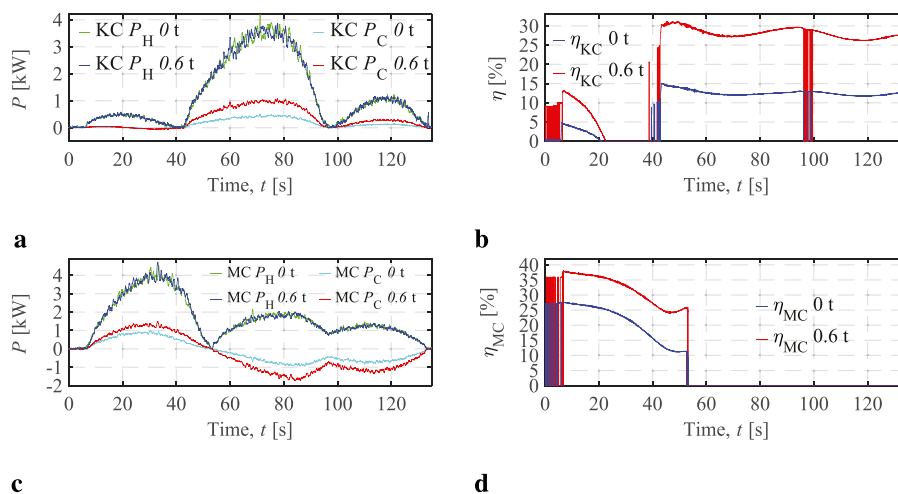 KC P_H 0 t
KC P_C 0 t
KC P_H 0.6 t
KC P_C 0.6 t
P [kW]
4
3
2
1
0
0 20 40 60 80 100 120
Time, t [s]
a
η_KC 0 t
η_KC 0.6 t
η [%]
30
25
20
15
10
5
0
0 20 40 60 80 100 120
Time, t [s]
b
MC P_H 0 t
MC P_C 0 t
MC P_H 0.6 t
MC P_C 0.6 t
P [kW]
4
3
2
1
0
-1
-2
0 20 40 60 80 100 120
Time, t [s]
c
η_MC 0 t
η_MC 0.6 t
η_MC [%]
40
35
30
25
20
15
10
5
0
0 20 40 60 80 100 120
Time, t [s]
d